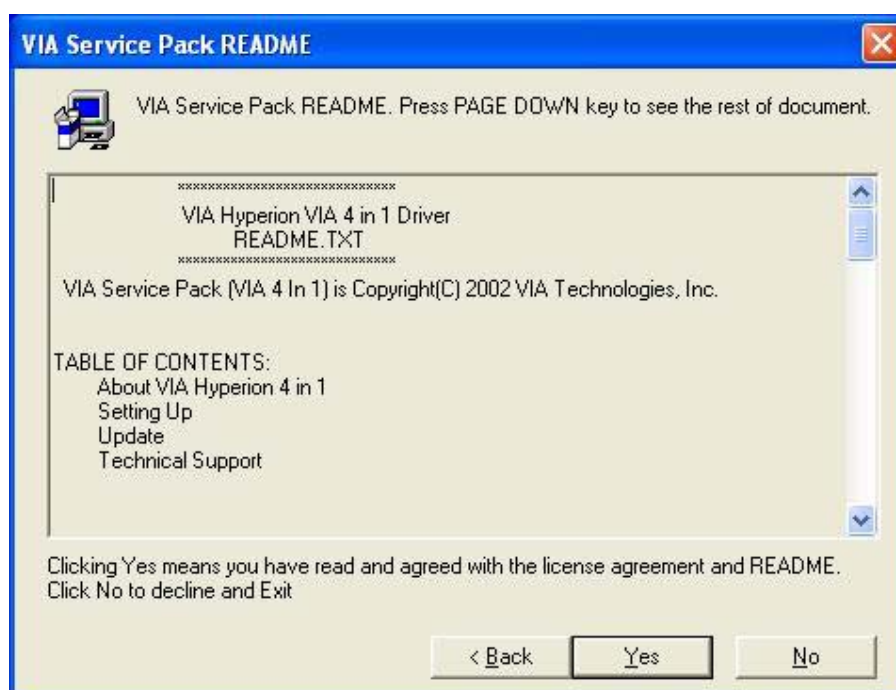 VIA Service Pack README
VIA Service Pack README. Press PAGE DOWN key to see the rest of document.
*****************************
VIA Hyperion VIA 4 in 1 Driver
README.TXT
*****************************
VIA Service Pack (VIA 4 In 1) is Copyright(C) 2002 VIA Technologies, Inc.
TABLE OF CONTENTS:
About VIA Hyperion 4 in 1
Setting Up
Update
Technical Support
Clicking Yes means you have read and agreed with the license agreement and README.
Click No to decline and Exit
< Back
Yes
No